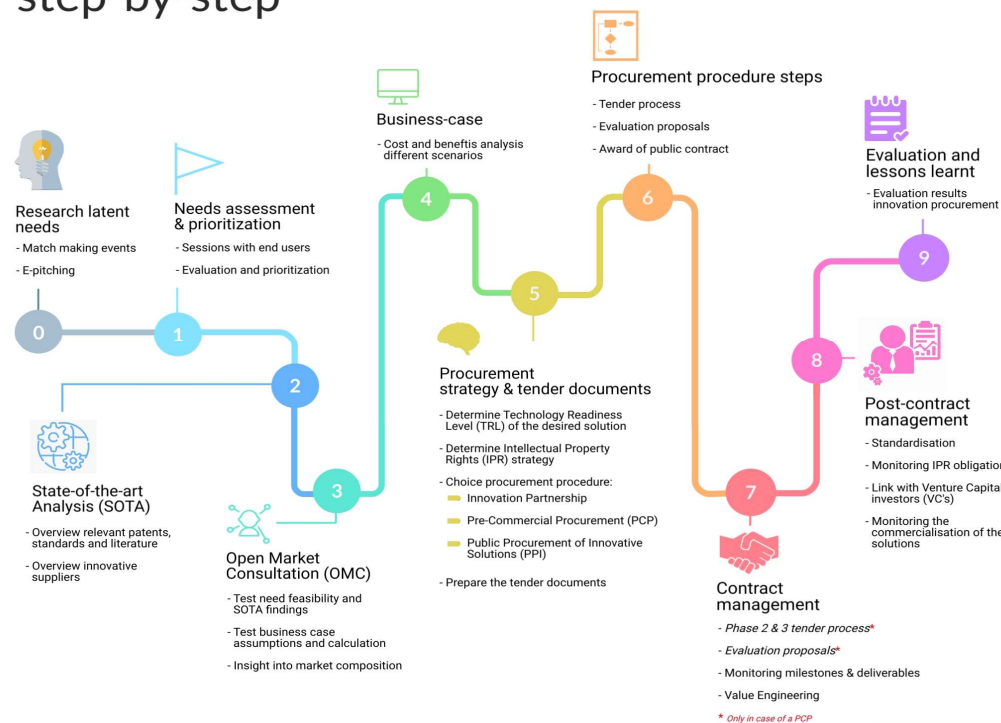 step by step
0
Research latent
needs
- Match making events
- E-pitching
1
Needs assessment
& prioritization
- Sessions with end users
- Evaluation and prioritization
2
State-of-the-art
Analysis (SOTA)
- Overview relevant patents,
standards and literature
- Overview innovative
suppliers
3
Open Market
Consultation (OMC)
- Test need feasibility and
SOTA findings
- Test business case
assumptions and calculation
- Insight into market composition
4
Business-case
- Cost and beneftis analysis
different scenarios
5
Procurement
strategy & tender documents
- Determine Technology Readiness
Level (TRL) of the desired solution
- Determine Intellectual Property
Rights (IPR) strategy
- Choice procurement procedure:
Innovation Partnership
Pre-Commercial Procurement (PCP)
Public Procurement of Innovative
Solutions (PPI)
- Prepare the tender documents
6
Procurement procedure steps
- Tender process
- Evaluation proposals
- Award of public contract
7
Contract
management
- Phase 2 & 3 tender process*
- Evaluation proposals*
- Monitoring milestones & deliverables
- Value Engineering
* Only in case of a PCP
8
Post-contract
management
- Standardisation
- Monitoring IPR obligation
- Link with Venture Capital
investors (VC's)
- Monitoring the
commercialisation of the
solutions
9
Evaluation and
lessons learnt
- Evaluation results
innovation procurement